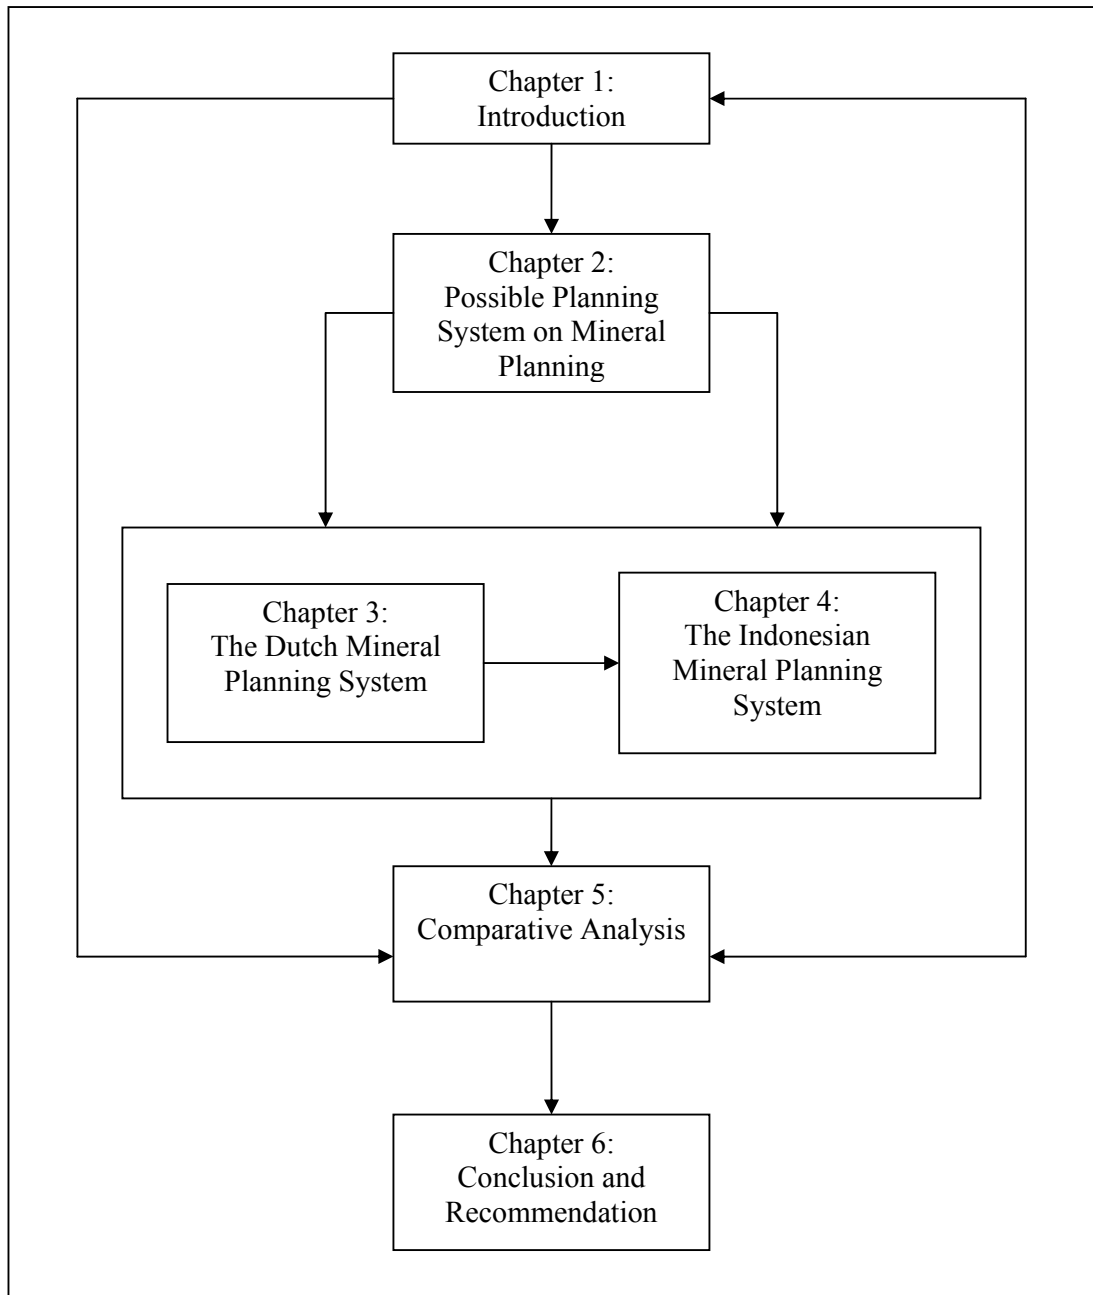 Chapter 1:
Introduction
Chapter 2:
Possible Planning
System on Mineral
Planning
Chapter 3:
The Dutch Mineral
Planning System
Chapter 4:
The Indonesian
Mineral Planning
System
Chapter 5:
Comparative Analysis
Chapter 6:
Conclusion and
Recommendation